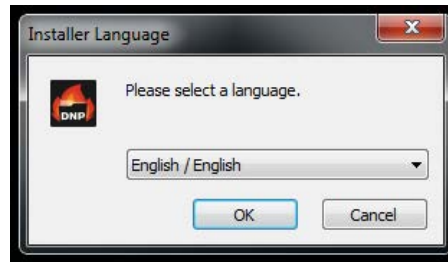 Installer Language
DNP
Please select a language.
English / English
OK
Cancel